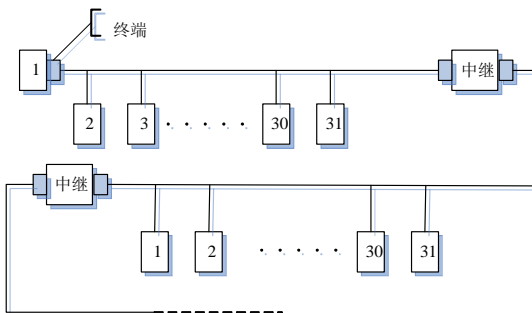 终端
1 中继
2 3 . . . . . . 30 31
中继
1 2 . . . . . . 30 31